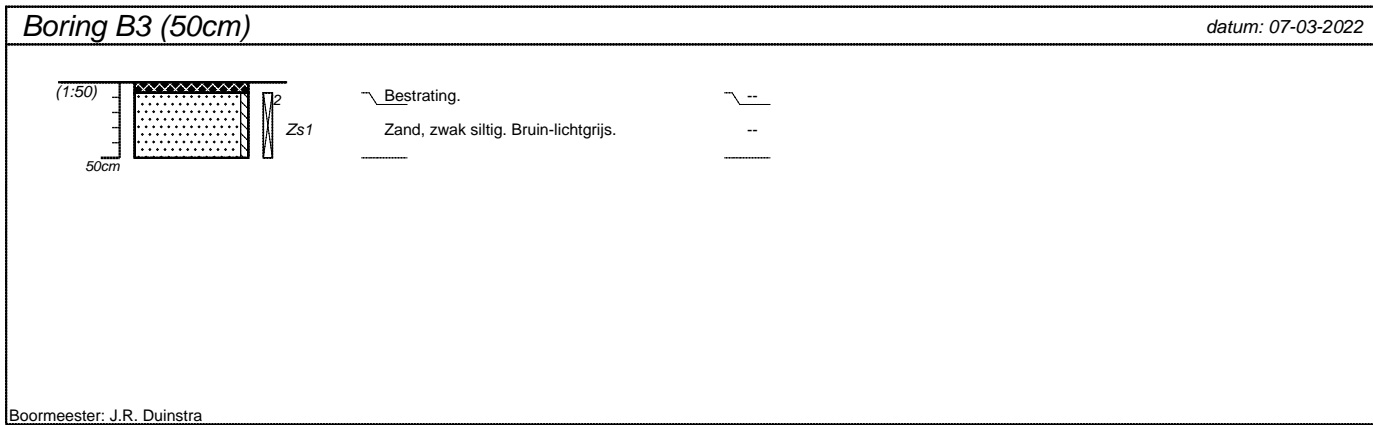 Boring B3 (50cm)
datum: 07-03-2022
(1:50)
2
Bestrating.
--
Zs1
Zand, zwak siltig. Bruin-lichtgrijs.
--
50cm
Boormeester: J.R. Duinstra